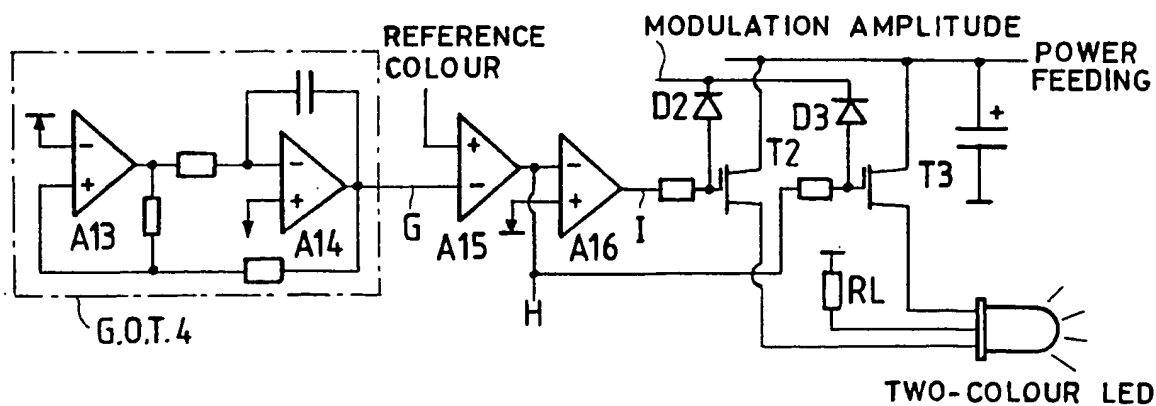 MODULATION AMPLITUDE
REFERENCE
COLOUR
POWER
FEEDING
D2
D3
T2
T3
+
-
+
A13
-
+
A14
G
+
-
A15
-
+
A16
I
H
RL
G.O.T.4
TWO-COLOUR LED